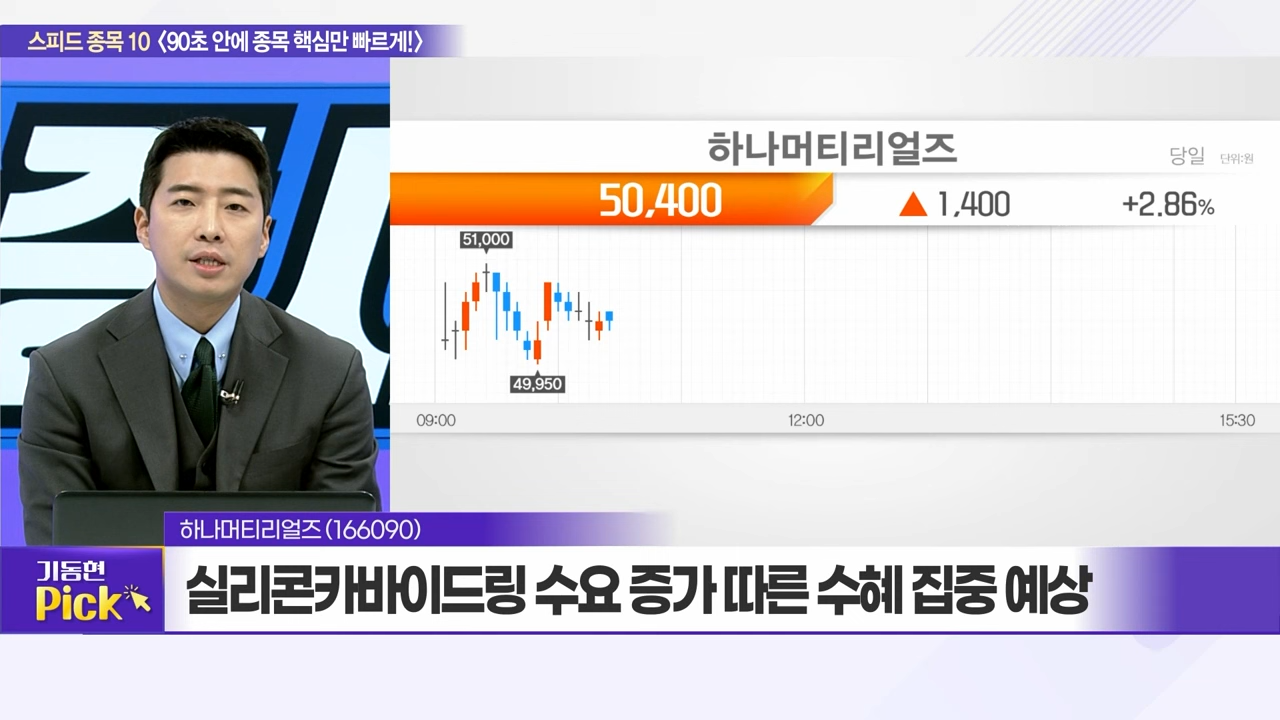 스피드 종목 10 〈90초 안에 종목 핵심만 빠르게!〉
하나머티리얼즈
당일 단위:원
50,400 ▲ 1,400 +2.86%
51,000
49,950
09:00 12:00 15:30
하나머티리얼즈(166090)
기동현
Pick
실리콘카바이드링 수요 증가 따른 수혜 집중 예상